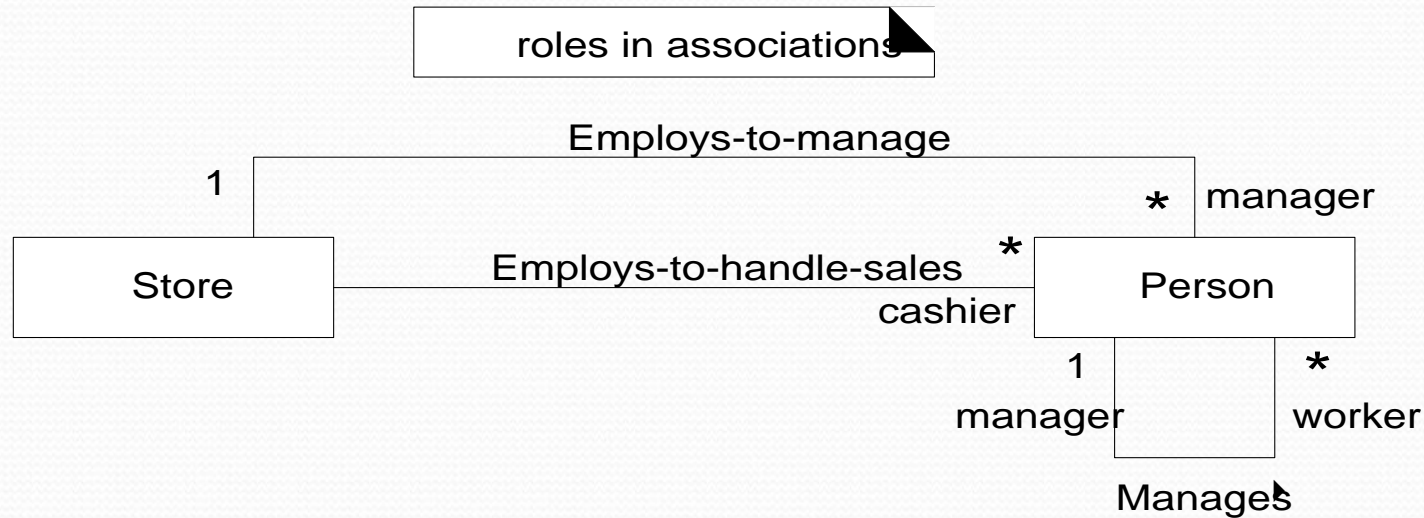 roles in associations
Employs-to-manage
1
* manager
Store
Employs-to-handle-sales *
cashier
Person
1 *
manager worker
Manages